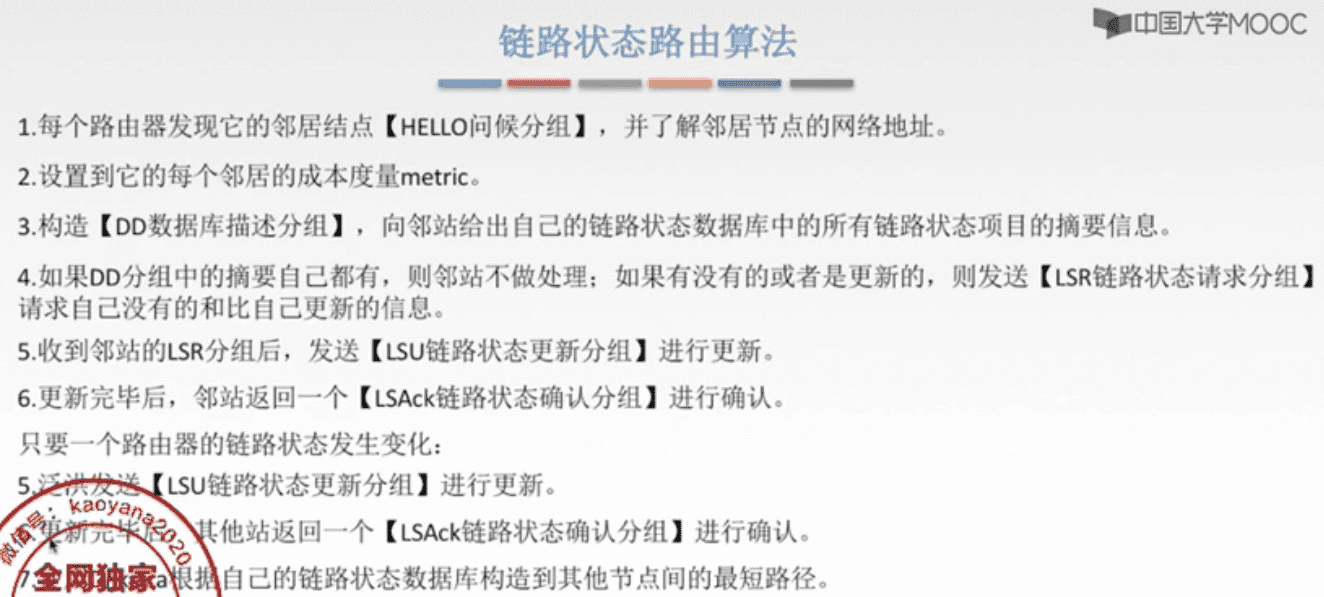 中国大学MOOC
链路状态路由算法
1.每个路由器发现它的邻居结点【HELLO问候分组】，并了解邻居节点的网络地址。
2.设置到它的每个邻居的成本度量metric。
3.构造【DD数据库描述分组】，向邻站给出自己的链路状态数据库中的所有链路状态项目的摘要信息。
4.如果DD分组中的摘要自己都有，则邻站不做处理；如果有没有的或者是更新的，则发送【LSR链路状态请求分组】
请求自己没有的和比自己更新的信息。
5.收到邻站的LSR分组后，发送【LSU链路状态更新分组】进行更新。
6.更新完毕后，邻站返回一个【LSAck链路状态确认分组】进行确认。
只要一个路由器的链路状态发生变化：
5.泛洪发送【LSU链路状态更新分组】进行更新。
更新完毕后，其他站返回一个【LSAck链路状态确认分组】进行确认。
7.根据自己的链路状态数据库构造到其他节点间的最短路径。
微信号：kaoyana2020
全网独家